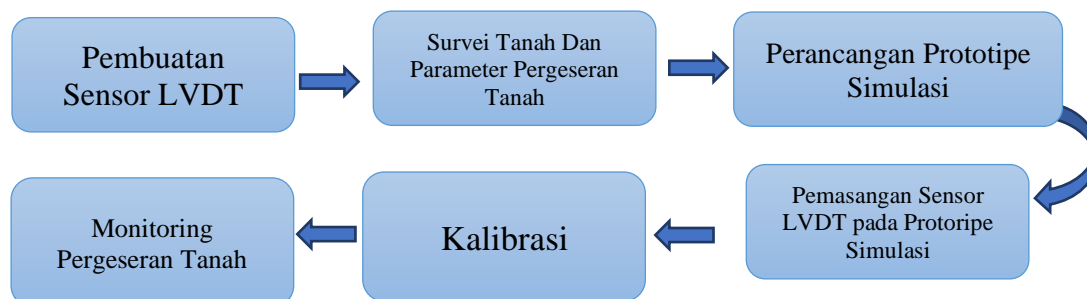 Pembuatan
Sensor LVDT
Survei Tanah Dan
Parameter Pergeseran
Tanah
Perancangan Prototipe
Simulasi
Pemasangan Sensor
LVDT pada Protoripe
Simulasi
Kalibrasi
Monitoring
Pergeseran Tanah